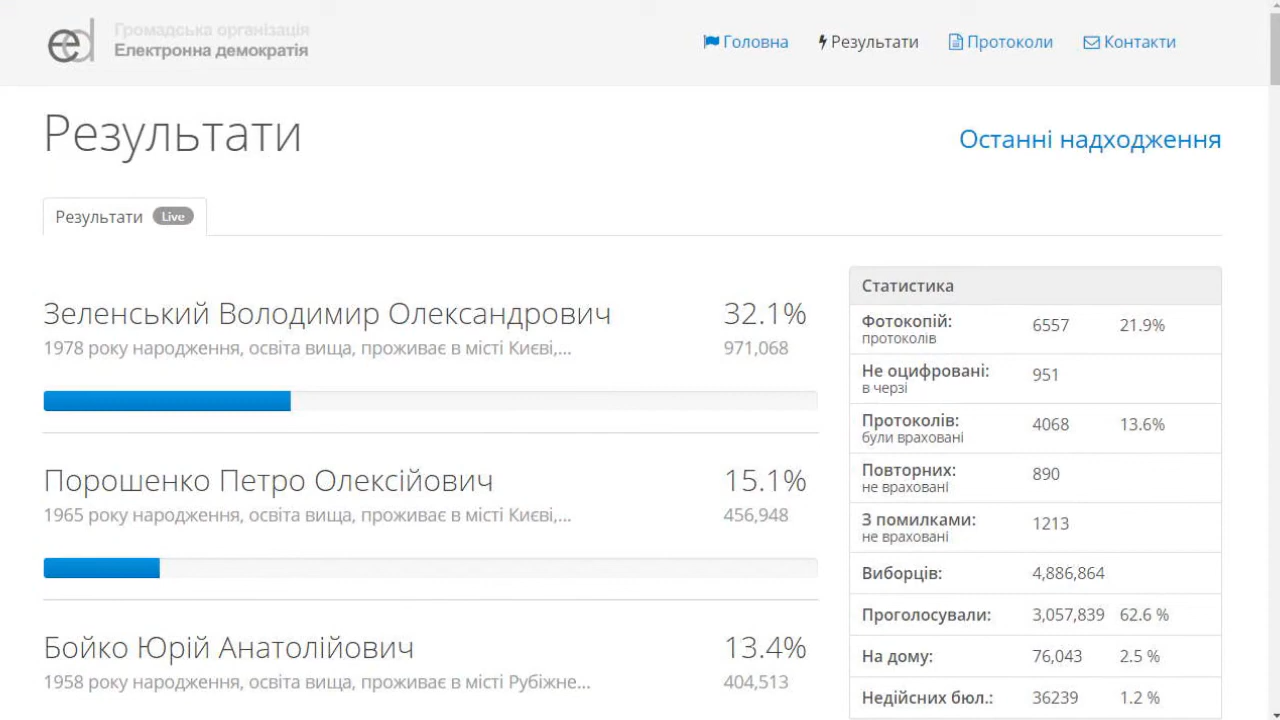 ed
Громадська організація
Електронна демократія
Головна
Результати
Протоколи
Контакти
Результати
Останні надходження
Результати Live
Зеленський Володимир Олександрович 32.1%
1978 року народження, освіта вища, проживає в місті Києві,... 971,068
Порошенко Петро Олексійович 15.1%
1965 року народження, освіта вища, проживає в місті Києві,... 456,948
Бойко Юрій Анатолійович 13.4%
1958 року народження, освіта вища, проживає в місті Рубіжне... 404,513
Статистика
Фотокопій: 6557 21.9%
протоколів
Не оцифровані: 951
в черзі
Протоколів: 4068 13.6%
були враховані
Повторних: 890
не враховані
З помилками: 1213
не враховані
Виборців: 4,886,864
Проголосували: 3,057,839 62.6 %
На дому: 76,043 2.5 %
Недійсних бюл.: 36239 1.2 %